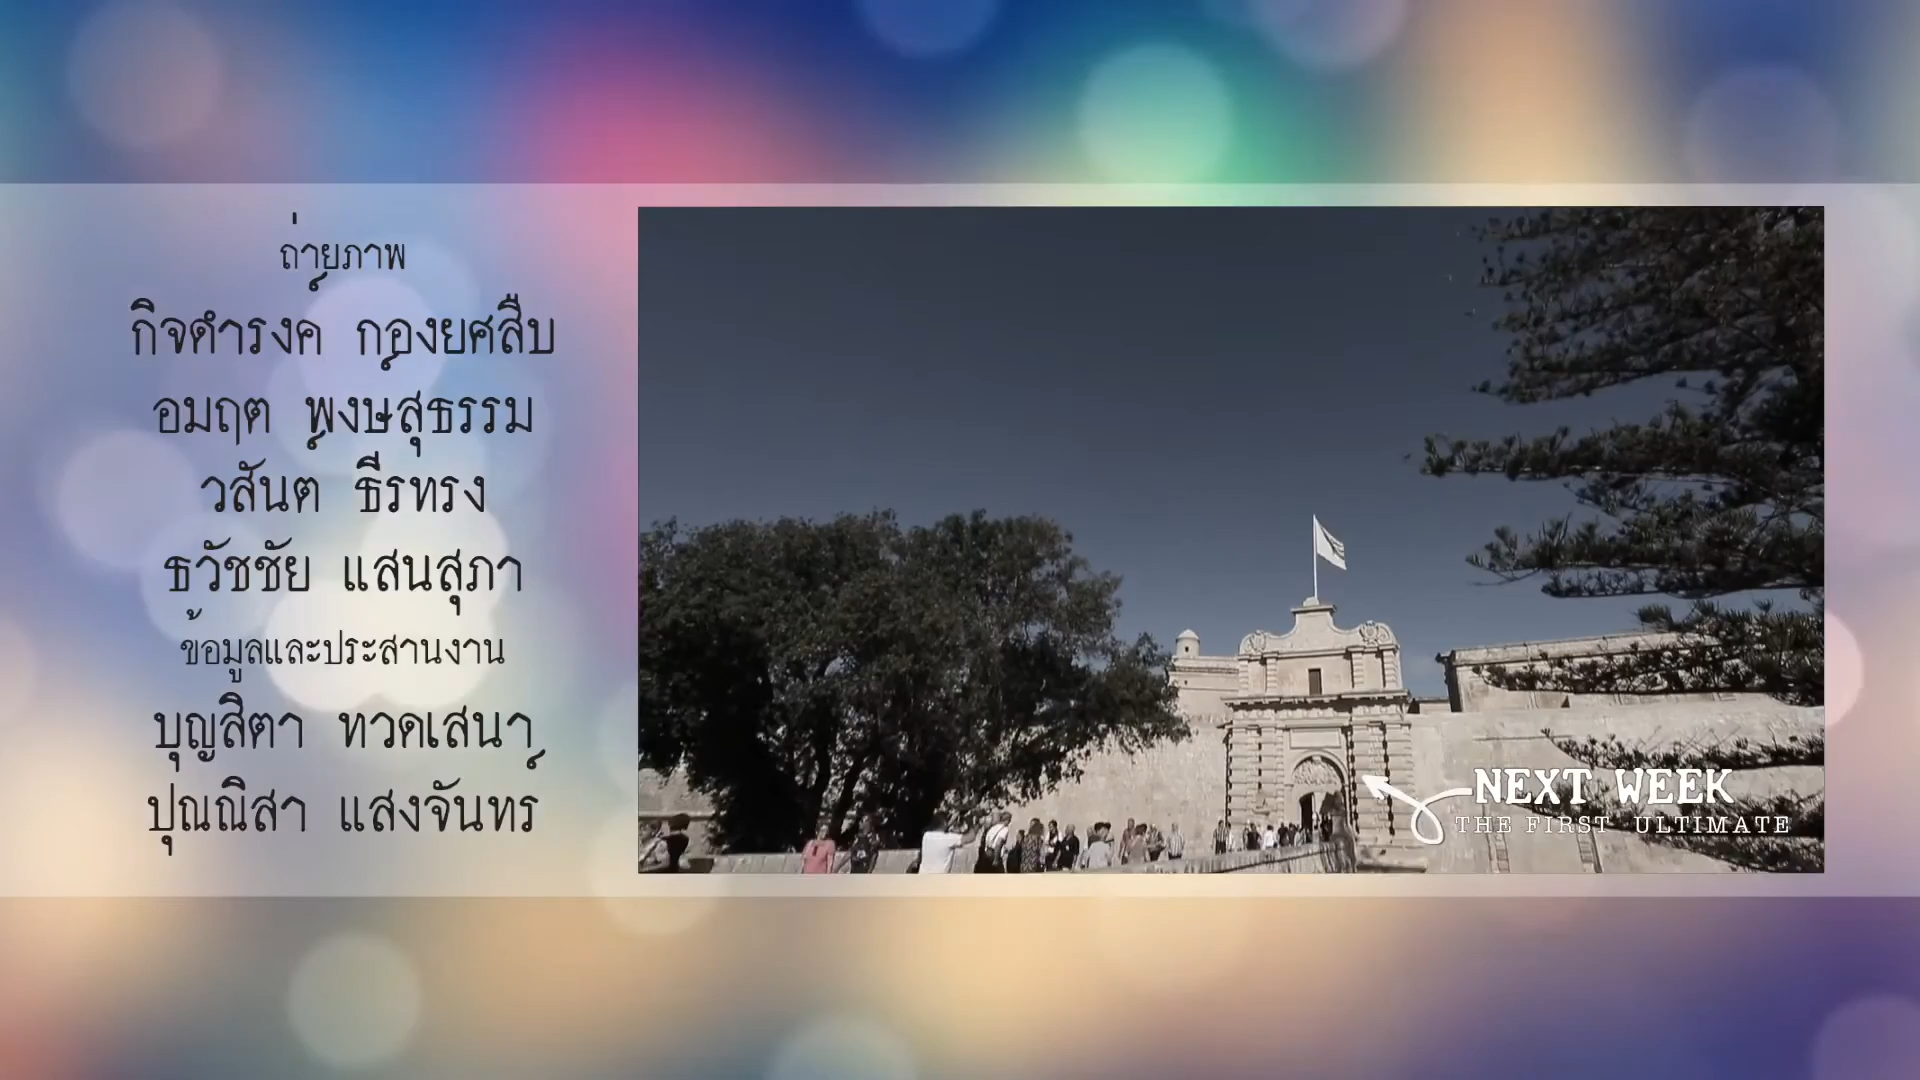 ถ่ายภาพ
กิจดำรงค์ กองยศสืบ
อมฤต พงษ์สุธรรม
วสันต์ ธีรทรง
ธวัชชัย แสนสุภา
ข้อมูลและประสานงาน
บุญสิตา ทวดเสนา
ปุณณิสา แสงจันทร์
NEXT WEEK
THE FIRST ULTIMATE